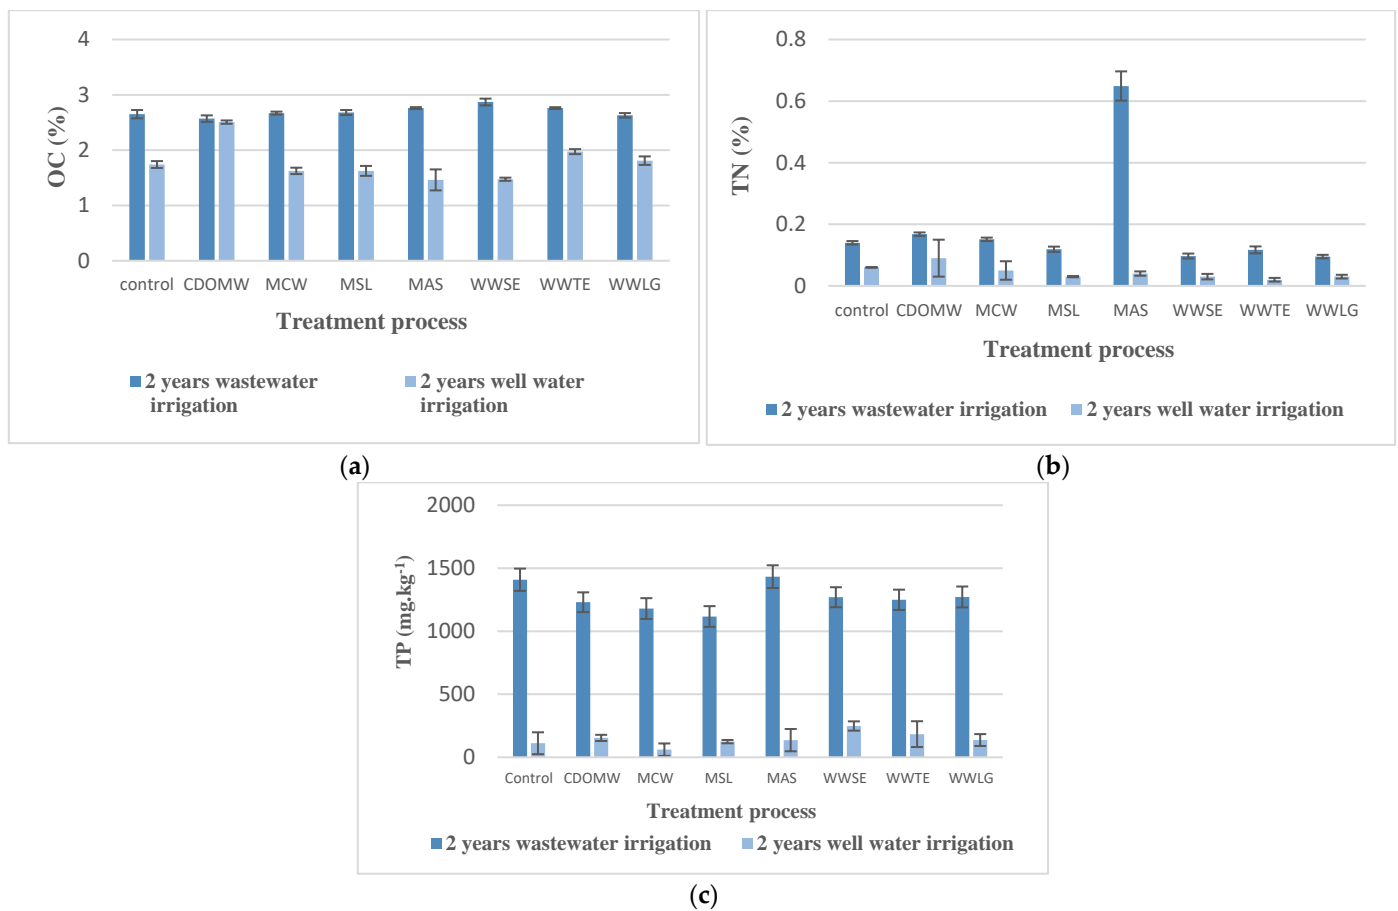 4
3
2
1
0
OC (%)
control CDOMW MCW MSL MAS WWSE WWTE WWLG
Treatment process
2 years wastewater irrigation
2 years well water irrigation
(a)
0.8
0.6
0.4
0.2
0
TN (%)
control CDOMW MCW MSL MAS WWSE WWTE WWLG
Treatment process
2 years wastewater irrigation 2 years well water irrigation
(b)
2000
1500
1000
500
0
TP (mg.kg⁻¹)
Control CDOMW MCW MSL MAS WWSE WWTE WWLG
Treatment process
2 years wastewater irrigation 2 years well water irrigation
(c)